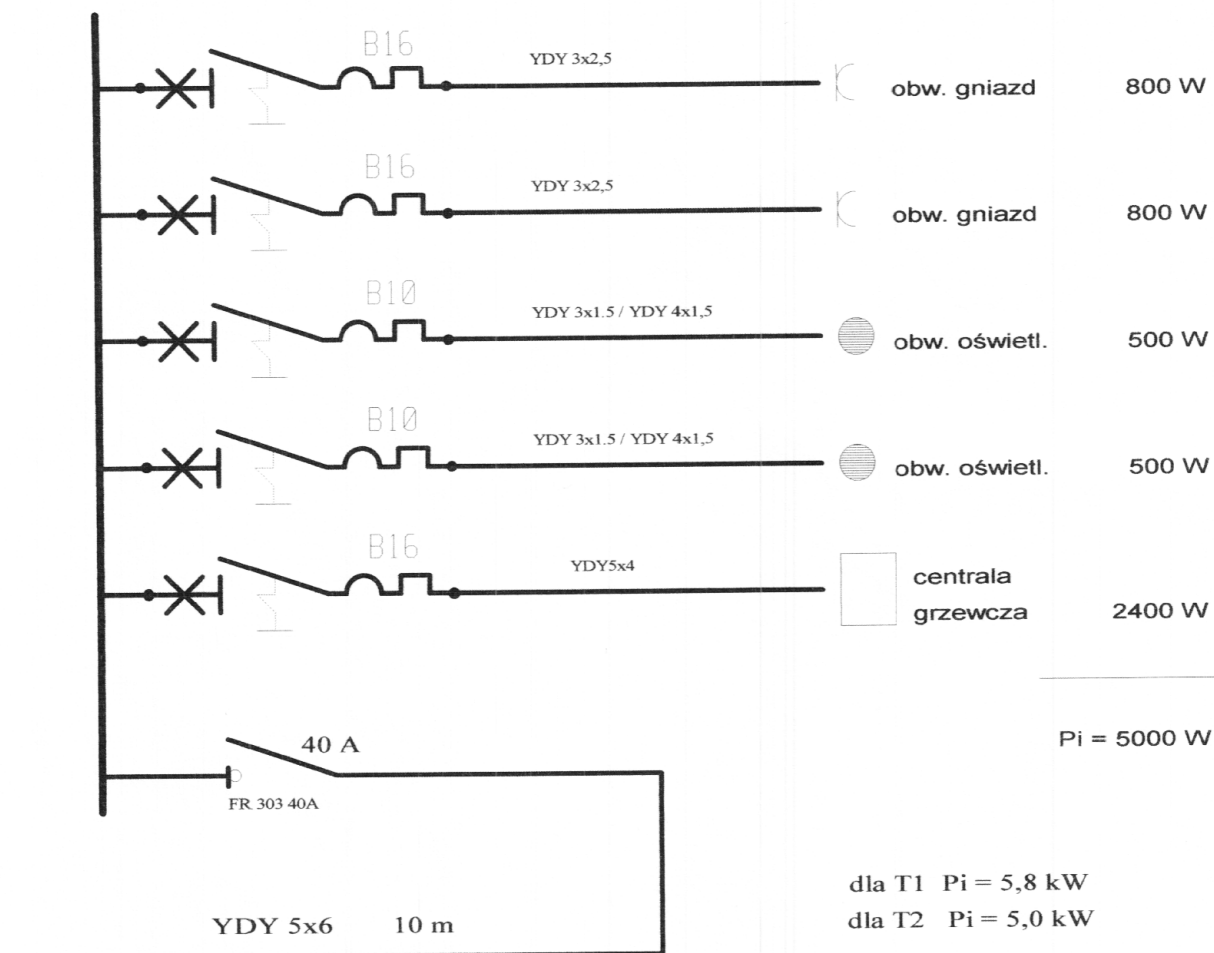 B16
YDY 3x2,5
obw. gniazd 800 W
B16
YDY 3x2,5
obw. gniazd 800 W
B10
YDY 3x1.5 / YDY 4x1,5
obw. oświetl. 500 W
B10
YDY 3x1.5 / YDY 4x1,5
obw. oświetl. 500 W
B16
YDY5x4
centrala
grzewcza 2400 W
Pi = 5000 W
40 A
FR 303 40A
dla T1 Pi = 5,8 kW
dla T2 Pi = 5,0 kW
YDY 5x6 10 m